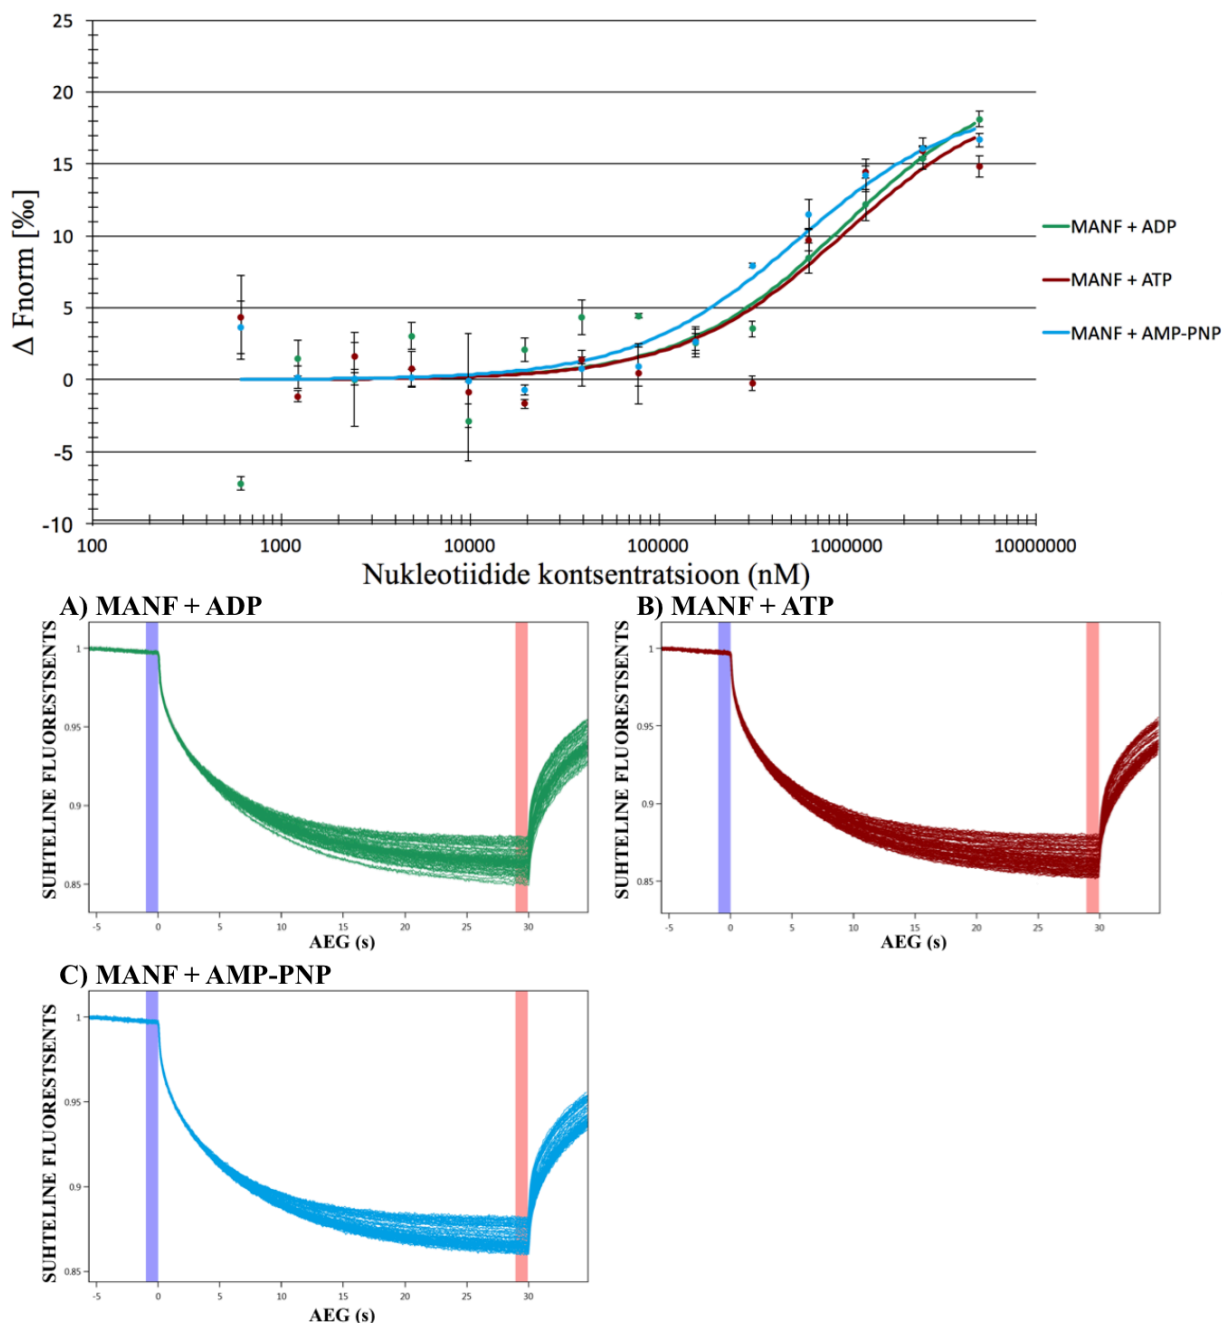 25
20
15
10
5
0
-5
-10
Δ Fnorm [‰]
100 1000 10000 100000 1000000 10000000
Nukleotiidide kontsentratsioon (nM)
MANF + ADP
MANF + ATP
MANF + AMP-PNP
A) MANF + ADP
SUHTELINE FLUORESTSENTS
1
0.95
0.9
0.85
-5 0 5 10 15 20 25 30
AEG (s)
B) MANF + ATP
SUHTELINE FLUORESTSENTS
1
0.95
0.9
0.85
-5 0 5 10 15 20 25 30
AEG (s)
C) MANF + AMP-PNP
SUHTELINE FLUORESTSENTS
1
0.95
0.9
0.85
-5 0 5 10 15 20 25 30
AEG (s)